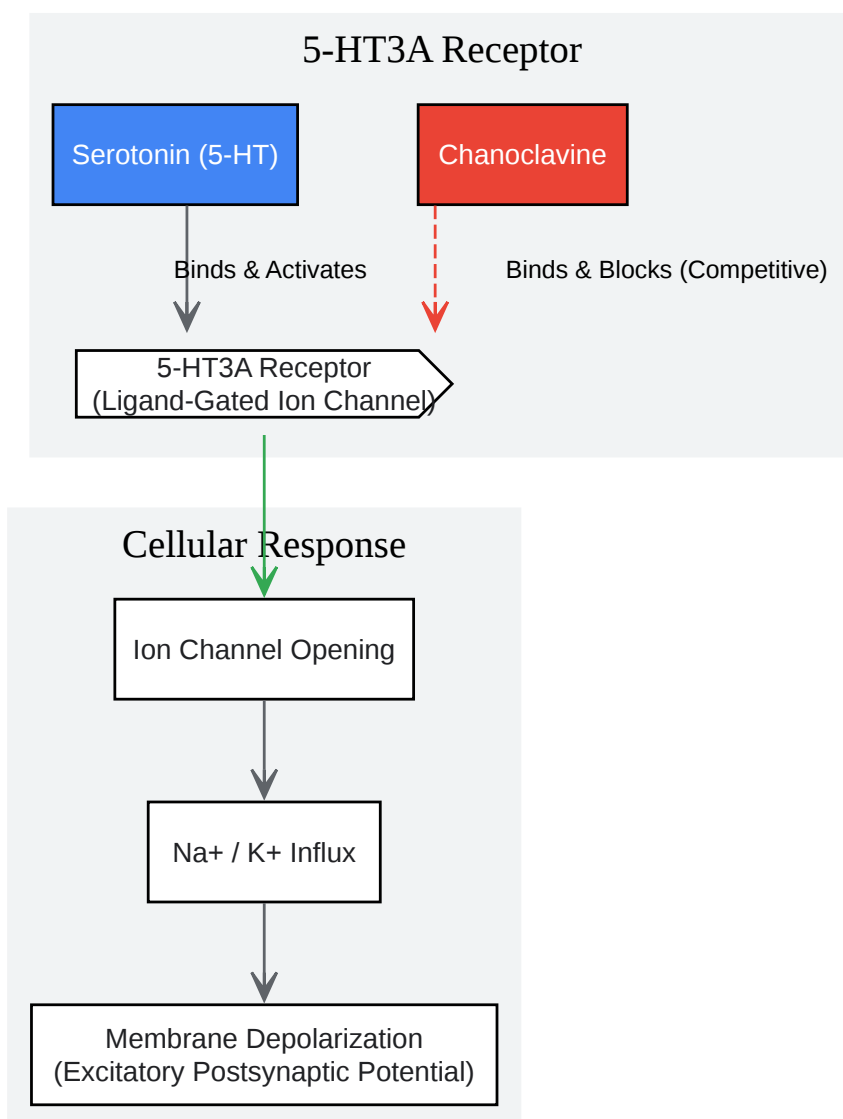 5-HT3A Receptor
Serotonin (5-HT)
Chanoclavine
Binds & Activates
Binds & Blocks (Competitive)
5-HT3A Receptor
(Ligand-Gated Ion Channel)
Cellular Response
Ion Channel Opening
Na+ / K+ Influx
Membrane Depolarization
(Excitatory Postsynaptic Potential)